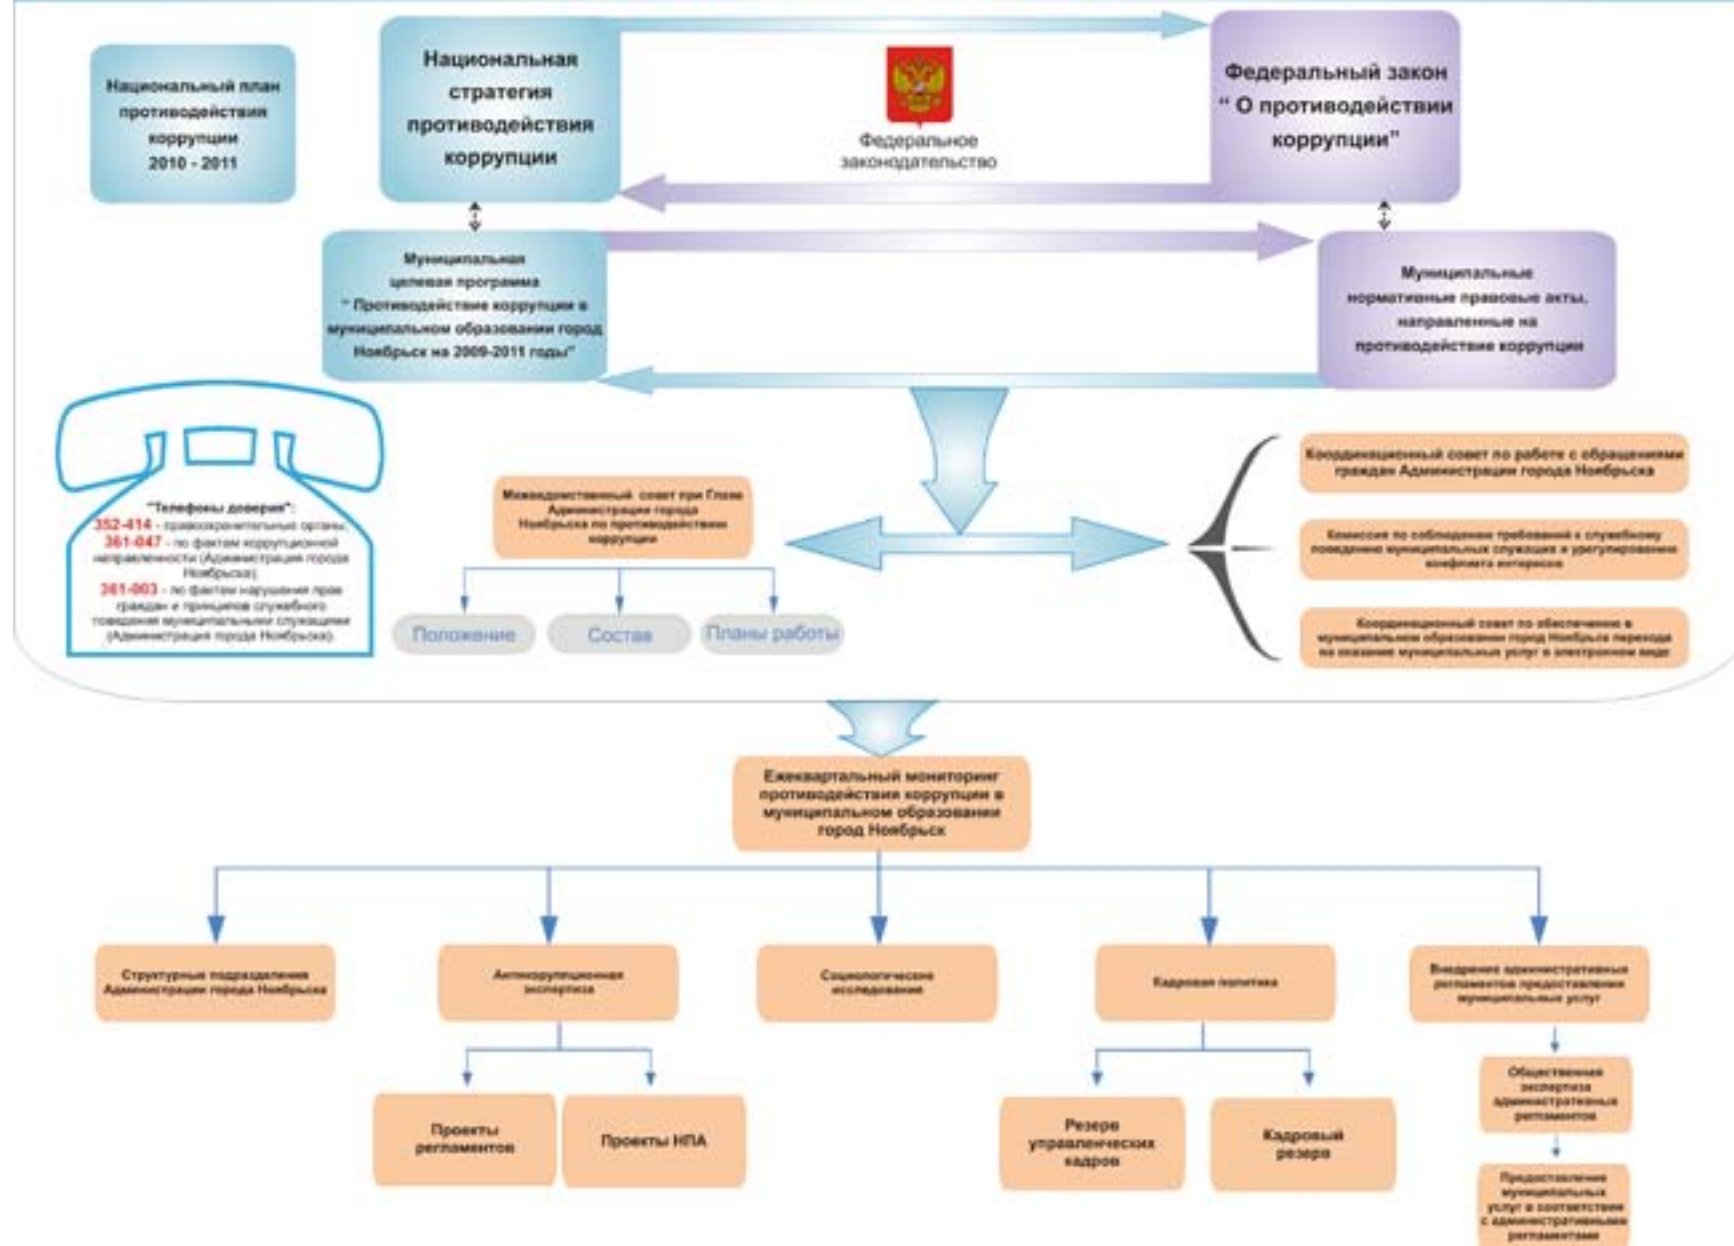 Национальный план
противодействия
коррупции
2010 - 2011
Национальная
стратегия
противодействия
коррупции
Федеральное
законодательство
Федеральный закон
“ О противодействии
коррупции”
Муниципальная
целевая программа
“ Противодействие коррупции в
муниципальном образовании город
Ноябрьск на 2009-2011 годы”
Муниципальные
нормативные правовые акты,
направленные на
противодействие коррупции
"Телефоны доверия":
352-414 - правоохранительные органы;
361-047 - по фактам коррупционной
направленности (Администрация города
Ноябрьска);
361-003 - по фактам нарушения прав
граждан и принципов служебного
поведения муниципальными служащими
(Администрация города Ноябрьска).
Межведомственный совет при Главе
Администрации города
Ноябрьска по противодействию
коррупции
Положение
Состав
Планы работы
Координационный совет по работе с обращениями
граждан Администрации города Ноябрьска
Комиссия по соблюдению требований к служебному
поведению муниципальных служащих и урегулированию
конфликта интересов
Координационный совет по обеспечению в
муниципальном образовании город Ноябрьск перехода
на оказание муниципальных услуг в электронном виде
Ежеквартальный мониторинг
противодействия коррупции в
муниципальном образовании
город Ноябрьск
Структурные подразделения
Администрации города Ноябрьска
Антикоррупционная
экспертиза
Социологические
исследования
Кадровая политика
Внедрение административных
регламентов предоставления
муниципальных услуг
Проекты
регламентов
Проекты НПА
Резерв
управленческих
кадров
Кадровый
резерв
Общественная
экспертиза
административных
регламентов
Предоставление
муниципальных
услуг в соответствии
с административными
регламентами